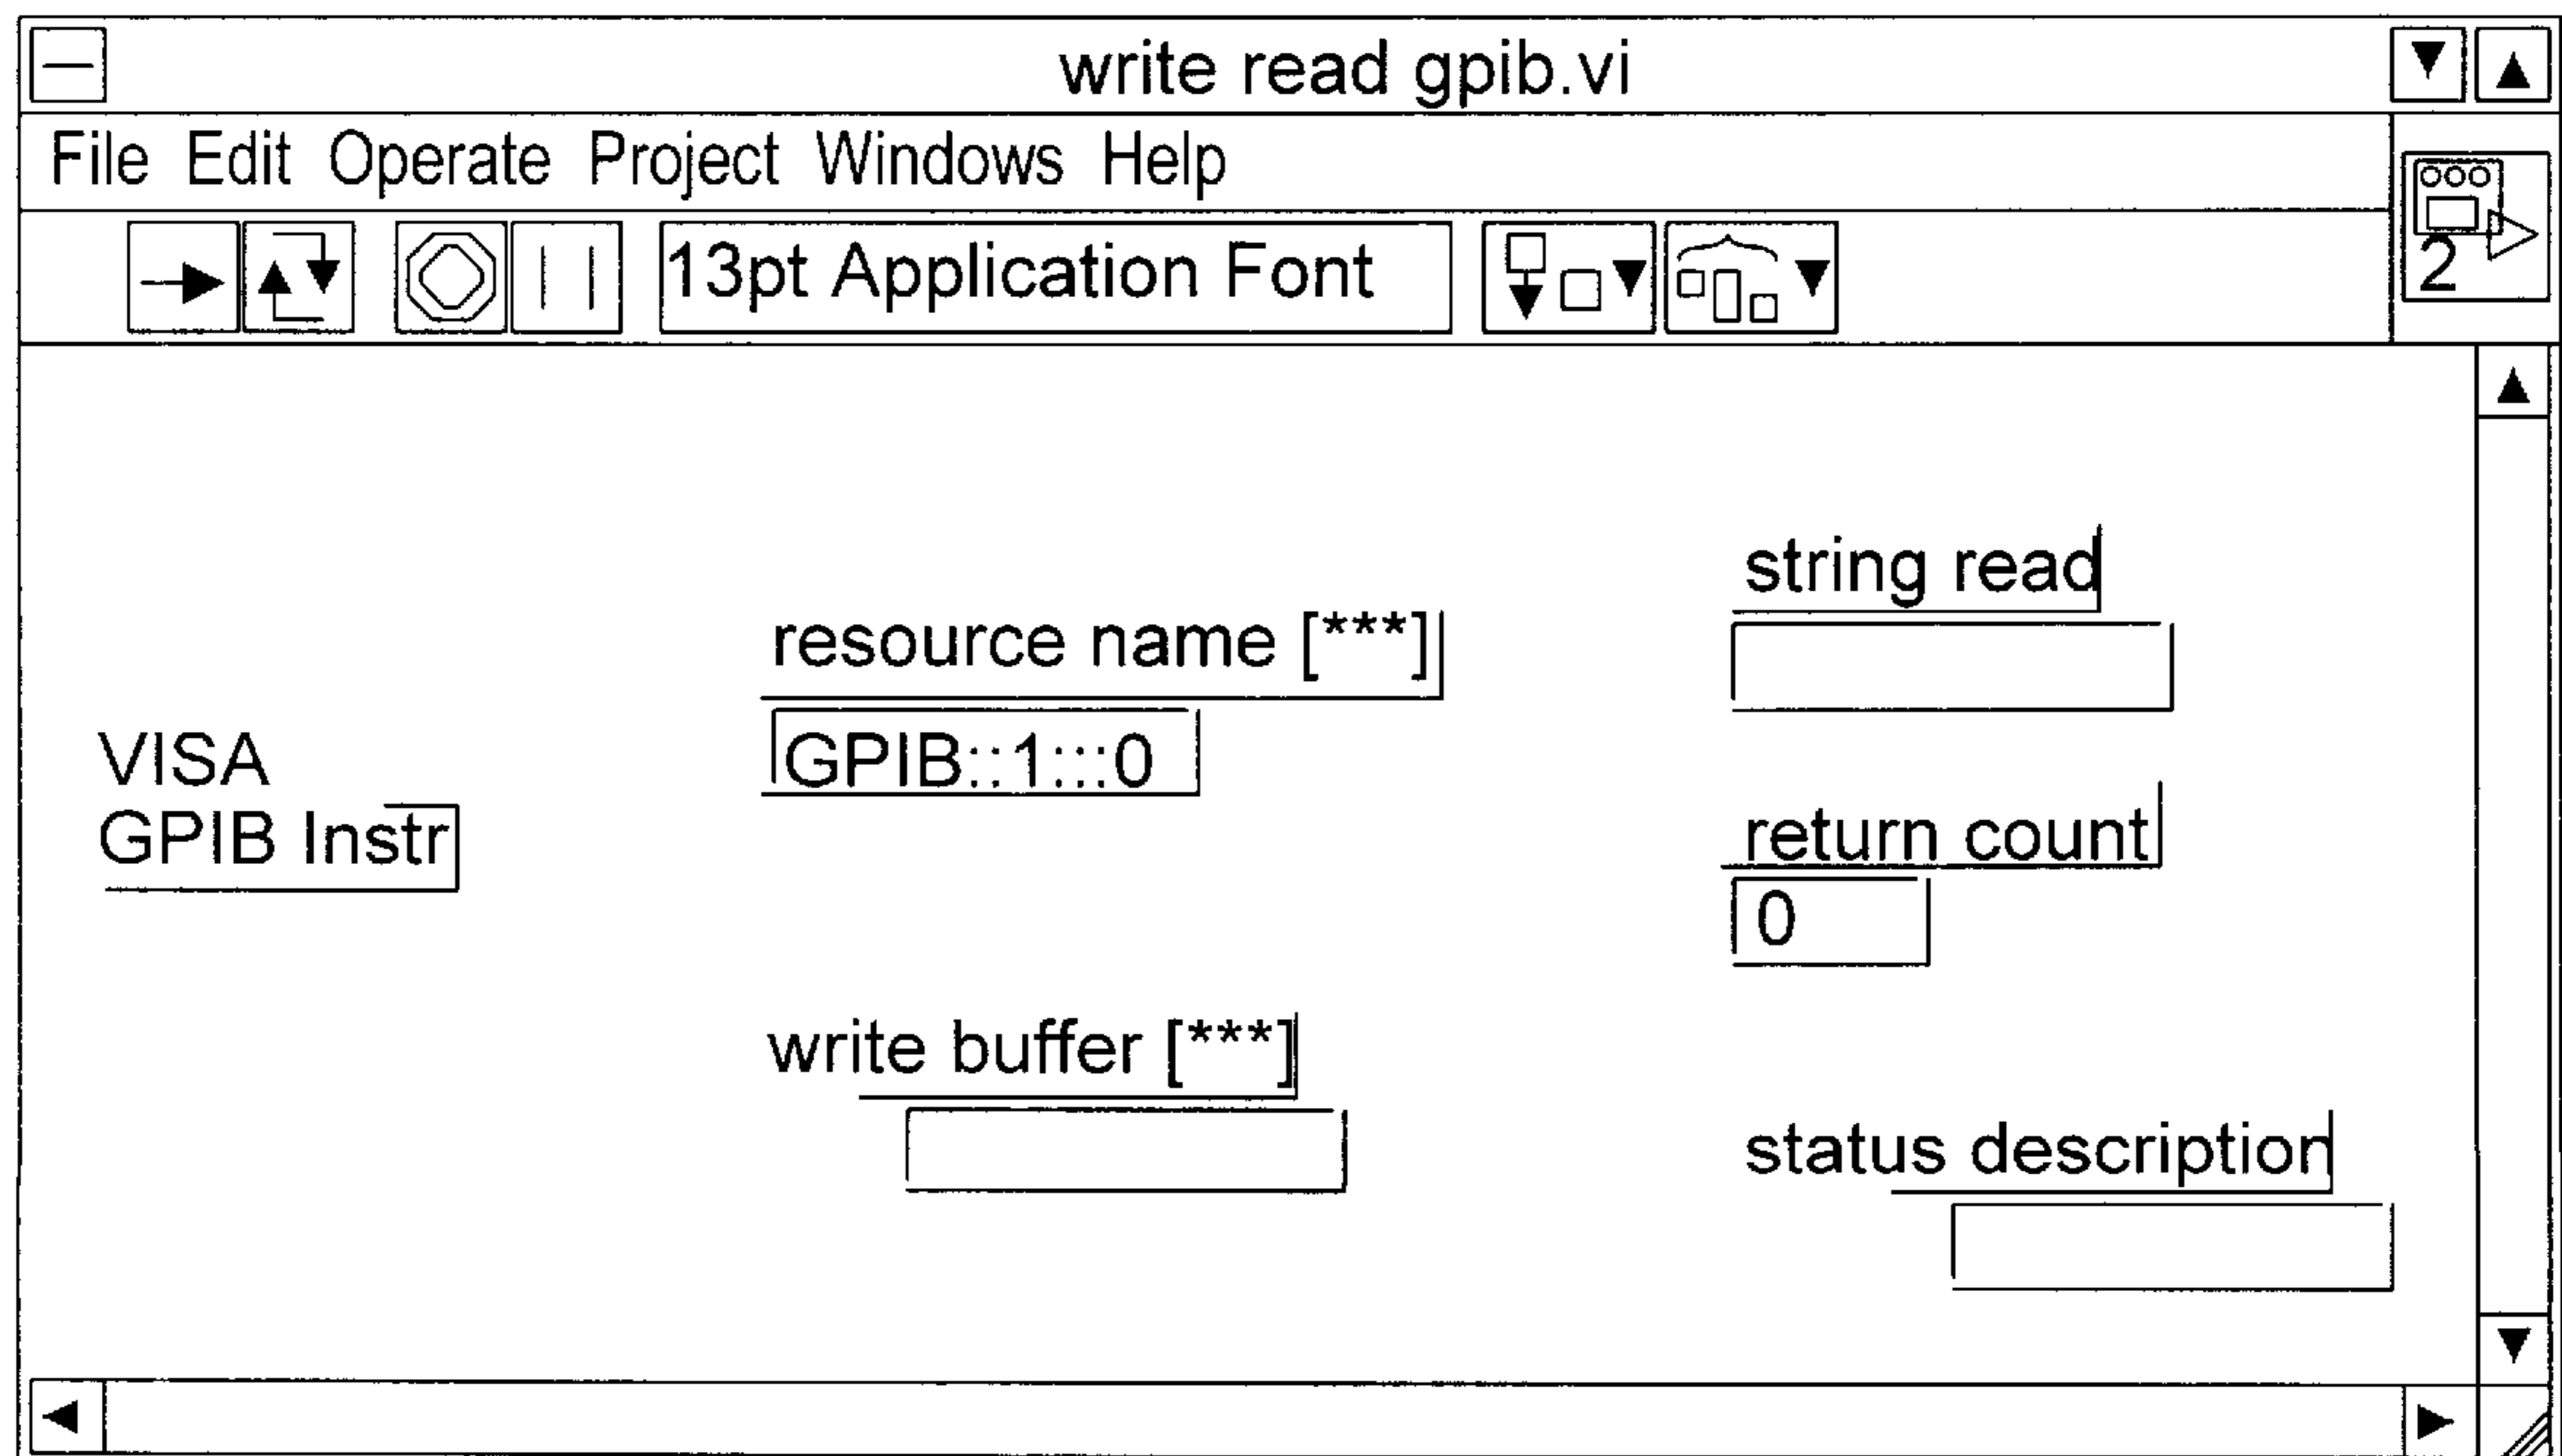 write read gpib.vi
File Edit Operate Project Windows Help
13pt Application Font
2
string read
resource name [***]
GPIB::1:::0
VISA
GPIB Instr
return count
0
write buffer [***]
status description